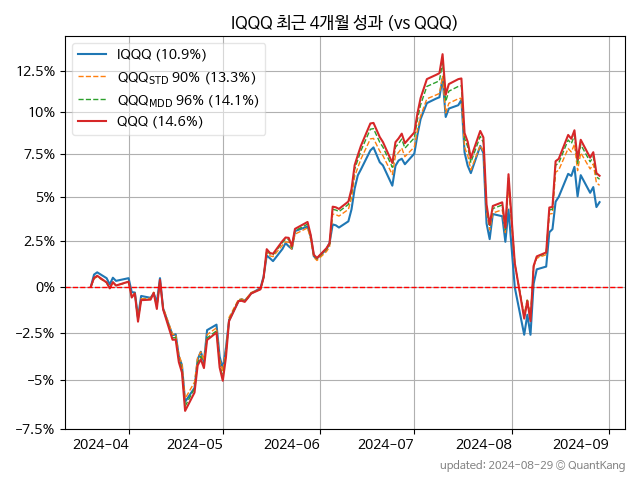 IQQQ 최근 4개월 성과 (vs QQQ)
IQQQ (10.9%)
QQQSTD 90% (13.3%)
QQQMDD 96% (14.1%)
QQQ (14.6%)
12.5%
10%
7.5%
5%
2.5%
0%
−2.5%
−5%
−7.5%
2024−04 2024−05 2024−06 2024−07 2024−08 2024−09
updated: 2024-08-29 © QuantKang